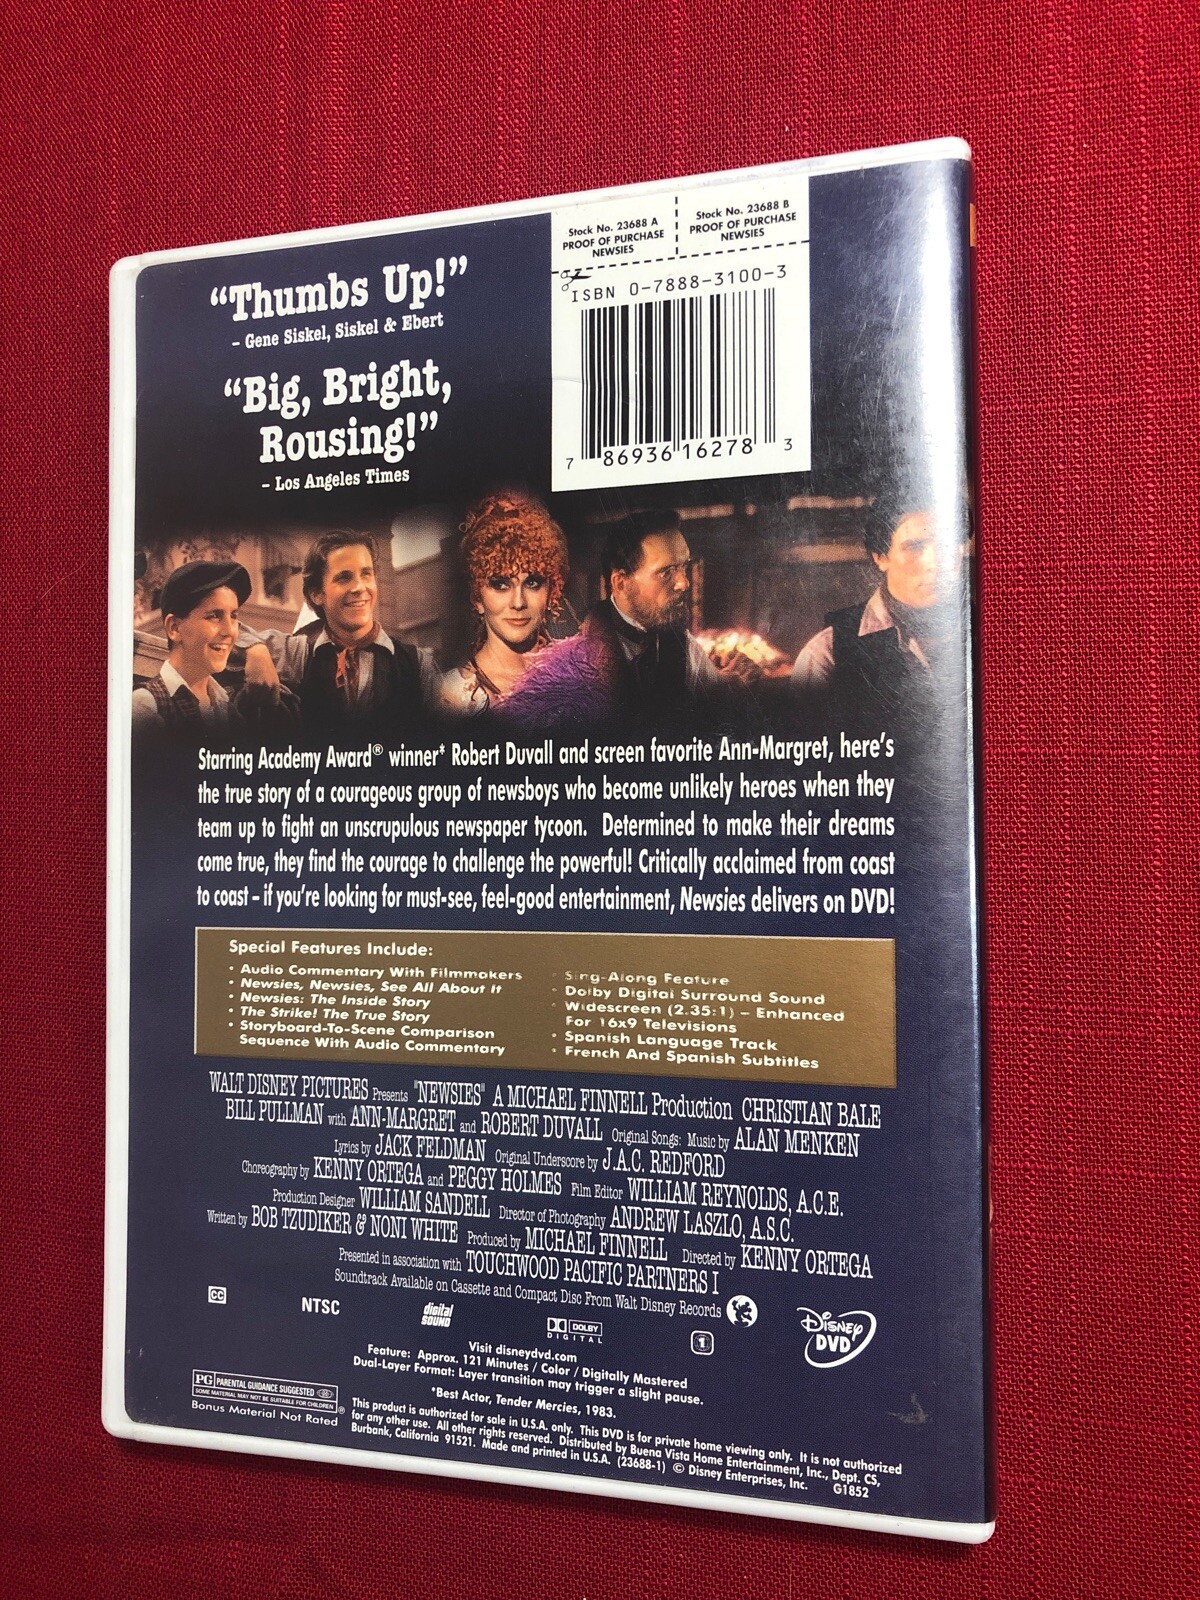 Stock No. 23688 A
PROOF OF PURCHASE
NEWSIES
Stock No. 23688 B
PROOF OF PURCHASE
NEWSIES
ISBN 0-7888-3100-3
7 86936 16278 3
“Thumbs Up!”
– Gene Siskel, Siskel & Ebert
“Big, Bright,
Rousing!”
– Los Angeles Times
Starring Academy Award® winner* Robert Duvall and screen favorite Ann-Margret, here's
the true story of a courageous group of newsboys who become unlikely heroes when they
team up to fight an unscrupulous newspaper tycoon. Determined to make their dreams
come true, they find the courage to challenge the powerful! Critically acclaimed from coast
to coast – if you're looking for must-see, feel-good entertainment, Newsies delivers on DVD!
Special Features Include:
• Audio Commentary With Filmmakers
• Newsies, Newsies, See All About It
• Newsies: The Inside Story
• The Strike! The True Story
• Storyboard-To-Scene Comparison
Sequence With Audio Commentary
• Sing-Along Feature
• Dolby Digital Surround Sound
• Widescreen (2.35:1) – Enhanced
For 16x9 Televisions
• Spanish Language Track
• French And Spanish Subtitles
WALT DISNEY PICTURES Presents "NEWSIES" A MICHAEL FINNELL Production CHRISTIAN BALE
BILL PULLMAN with ANN-MARGRET and ROBERT DUVALL Original Songs: Music by ALAN MENKEN
Lyrics by JACK FELDMAN Original Underscore by J.A.C. REDFORD
Choreography by KENNY ORTEGA and PEGGY HOLMES Film Editor WILLIAM REYNOLDS, A.C.E.
Production Designer WILLIAM SANDELL Director of Photography ANDREW LASZLO, A.S.C.
Written by BOB TZUDIKER & NONI WHITE Produced by MICHAEL FINNELL Directed by KENNY ORTEGA
Presented in association with TOUCHWOOD PACIFIC PARTNERS I
Soundtrack Available on Cassette and Compact Disc From Walt Disney Records
CC
NTSC
digital
SOUND
DOLBY
DIGITAL
1
Disney
DVD
Visit disneydvd.com
Feature: Approx. 121 Minutes / Color / Digitally Mastered
Dual-Layer Format: Layer transition may trigger a slight pause.
*Best Actor, Tender Mercies, 1983.
PG PARENTAL GUIDANCE SUGGESTED
SOME MATERIAL MAY NOT BE SUITABLE FOR CHILDREN ®
Bonus Material Not Rated
This product is authorized for sale in U.S.A. only. This DVD is for private home viewing only. It is not authorized
for any other use. All other rights reserved. Distributed by Buena Vista Home Entertainment, Inc., Dept. CS,
Burbank, California 91521. Made and printed in U.S.A. (23688-1) © Disney Enterprises, Inc. G1852